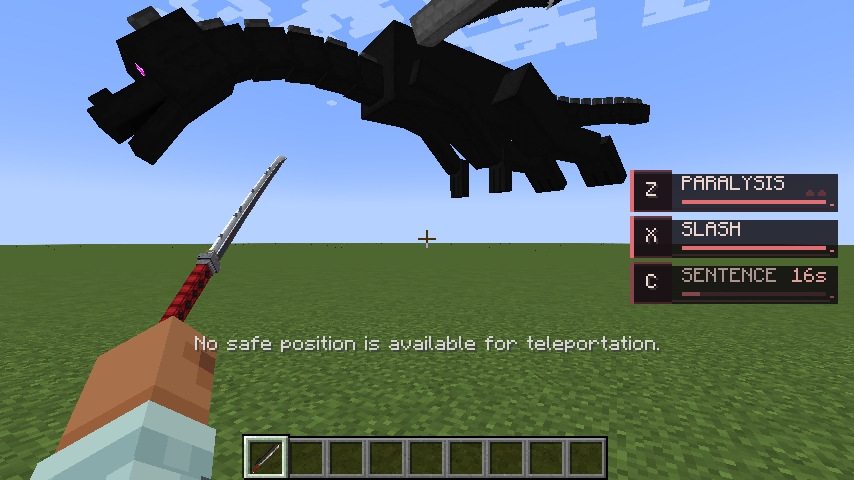 Z PARALYSIS
X SLASH
C SENTENCE 16s
No safe position is available for teleportation.